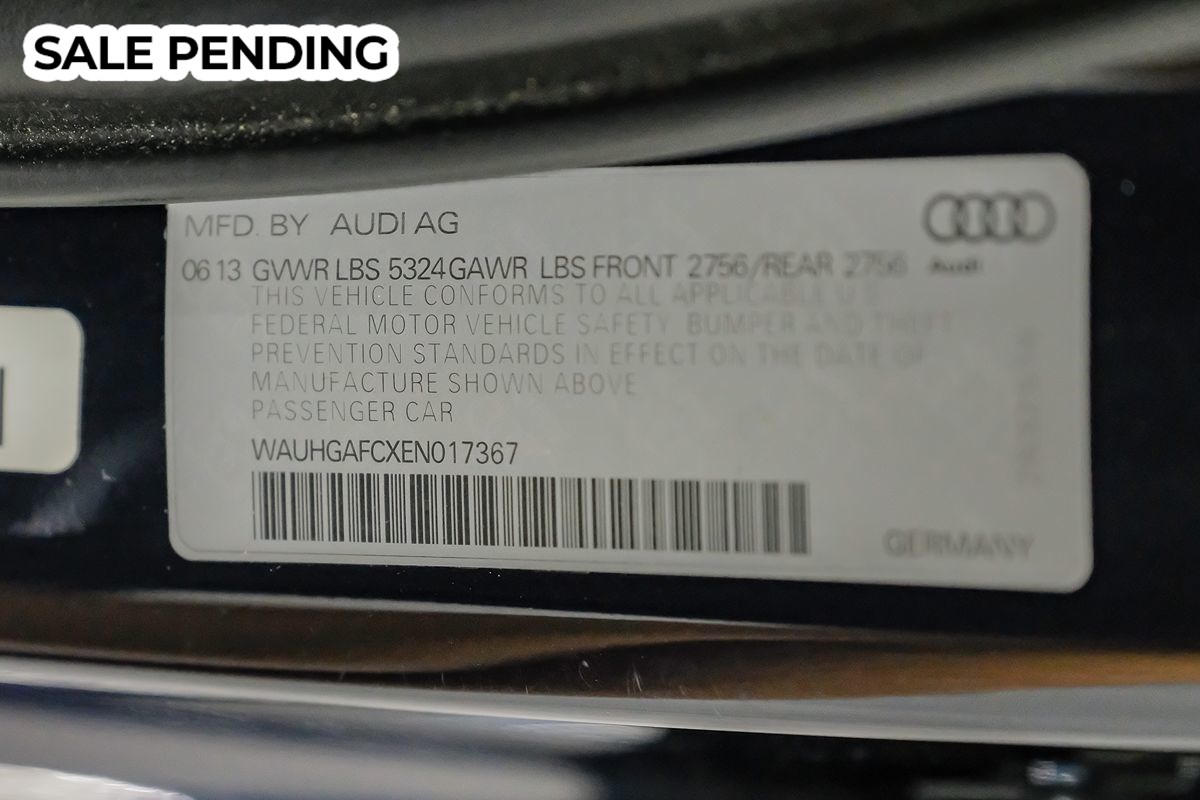 SALE PENDING
MFD. BY AUDI AG
06 13 GVWR LBS 5324 GAWR LBS FRONT 2756/REAR 2756
Audi
THIS VEHICLE CONFORMS TO ALL APPLICABLE U S
FEDERAL MOTOR VEHICLE SAFETY BUMPER AND THEFT
PREVENTION STANDARDS IN EFFECT ON THE DATE OF
MANUFACTURE SHOWN ABOVE
PASSENGER CAR
WAUHGAFCXEN017367
GERMANY